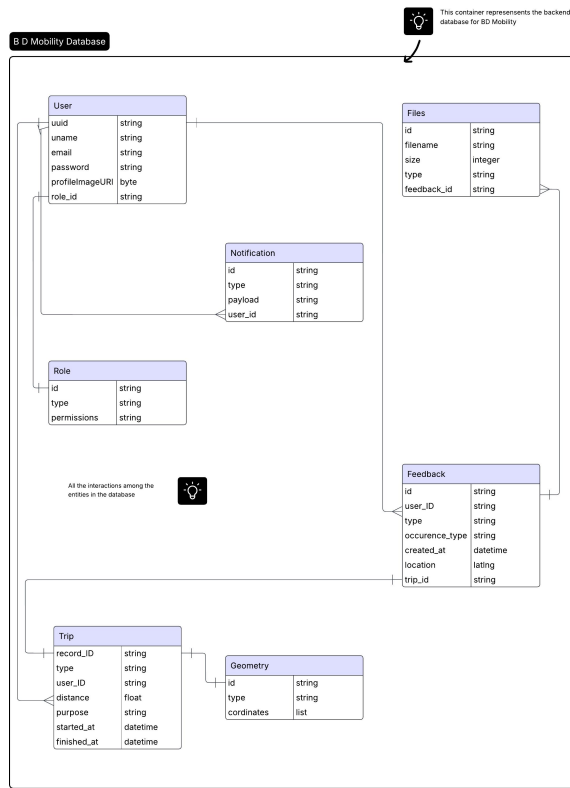 This container represensents the backend
database for BD Mobility
B D Mobility Database
User
uuid string
uname string
email string
password string
profileImageURI byte
role_id string
Files
id string
filename string
size integer
type string
feedback_id string
Notification
id string
type string
payload string
user_id string
Role
id string
type string
permissions string
All the interactions among the
entities in the database
Feedback
id string
user_ID string
type string
occurence_type string
created_at datetime
location latlng
trip_id string
Trip
record_ID string
type string
user_ID string
distance float
purpose string
started_at datetime
finished_at datetime
Geometry
id string
type string
cordinates list